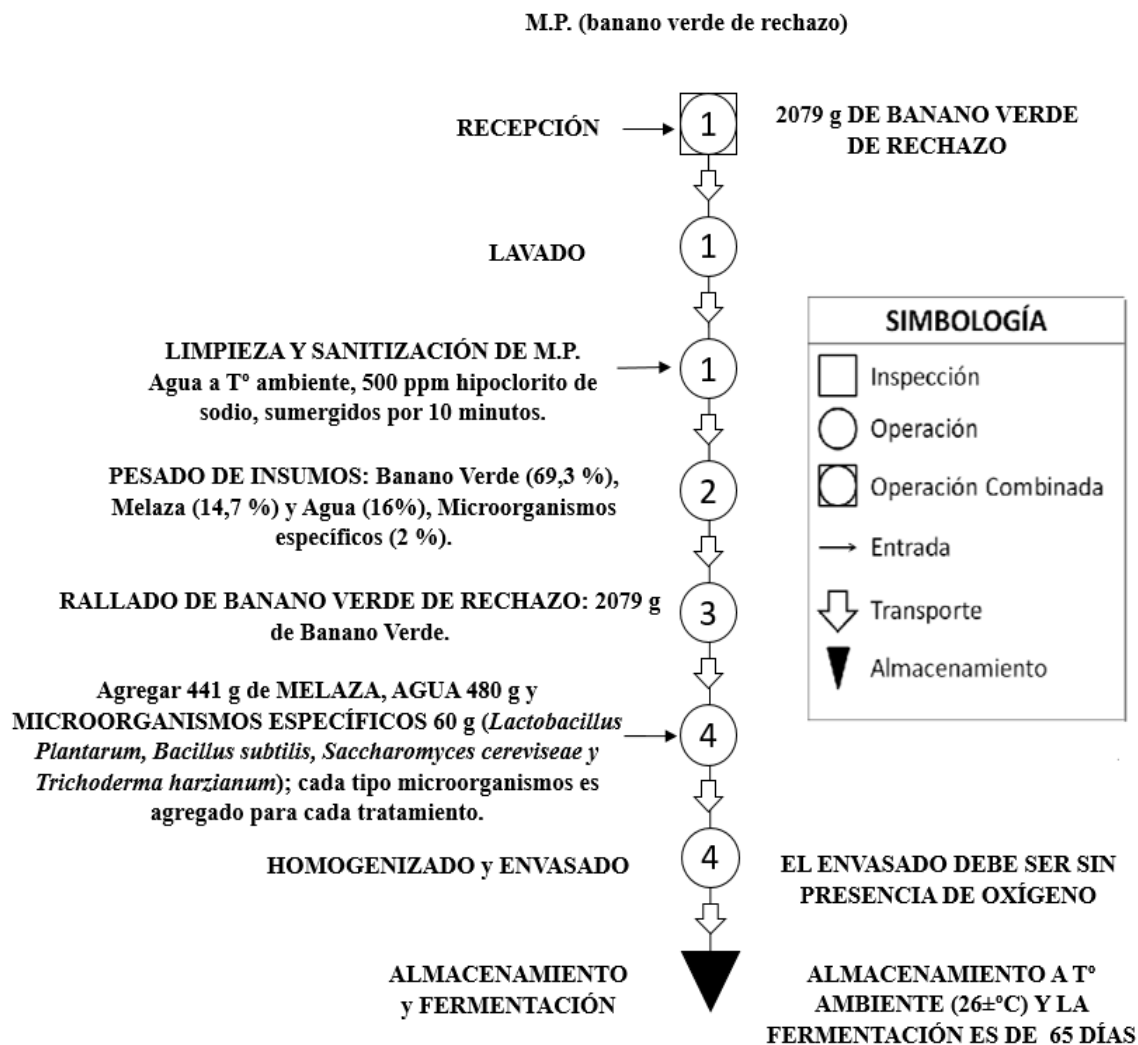 M.P. (banano verde de rechazo)
RECEPCIÓN
1
2079 g DE BANANO VERDE
DE RECHAZO
LAVADO
1
LIMPIEZA Y SANITIZACIÓN DE M.P.
Agua a Tº ambiente, 500 ppm hipoclorito de
sodio, sumergidos por 10 minutos.
1
PESADO DE INSUMOS: Banano Verde (69,3 %),
Melaza (14,7 %) y Agua (16%), Microorganismos
específicos (2 %).
2
RALLADO DE BANANO VERDE DE RECHAZO: 2079 g
de Banano Verde.
3
Agregar 441 g de MELAZA, AGUA 480 g y
MICROORGANISMOS ESPECÍFICOS 60 g (Lactobacillus
Plantarum, Bacillus subtilis, Saccharomyces cereviseae y
Trichoderma harzianum); cada tipo microorganismos es
agregado para cada tratamiento.
4
HOMOGENIZADO y ENVASADO
4
EL ENVASADO DEBE SER SIN
PRESENCIA DE OXÍGENO
ALMACENAMIENTO
y FERMENTACIÓN
ALMACENAMIENTO A Tº
AMBIENTE (26±ºC) Y LA
FERMENTACIÓN ES DE 65 DÍAS
SIMBOLOGÍA
Inspección
Operación
Operación Combinada
Entrada
Transporte
Almacenamiento